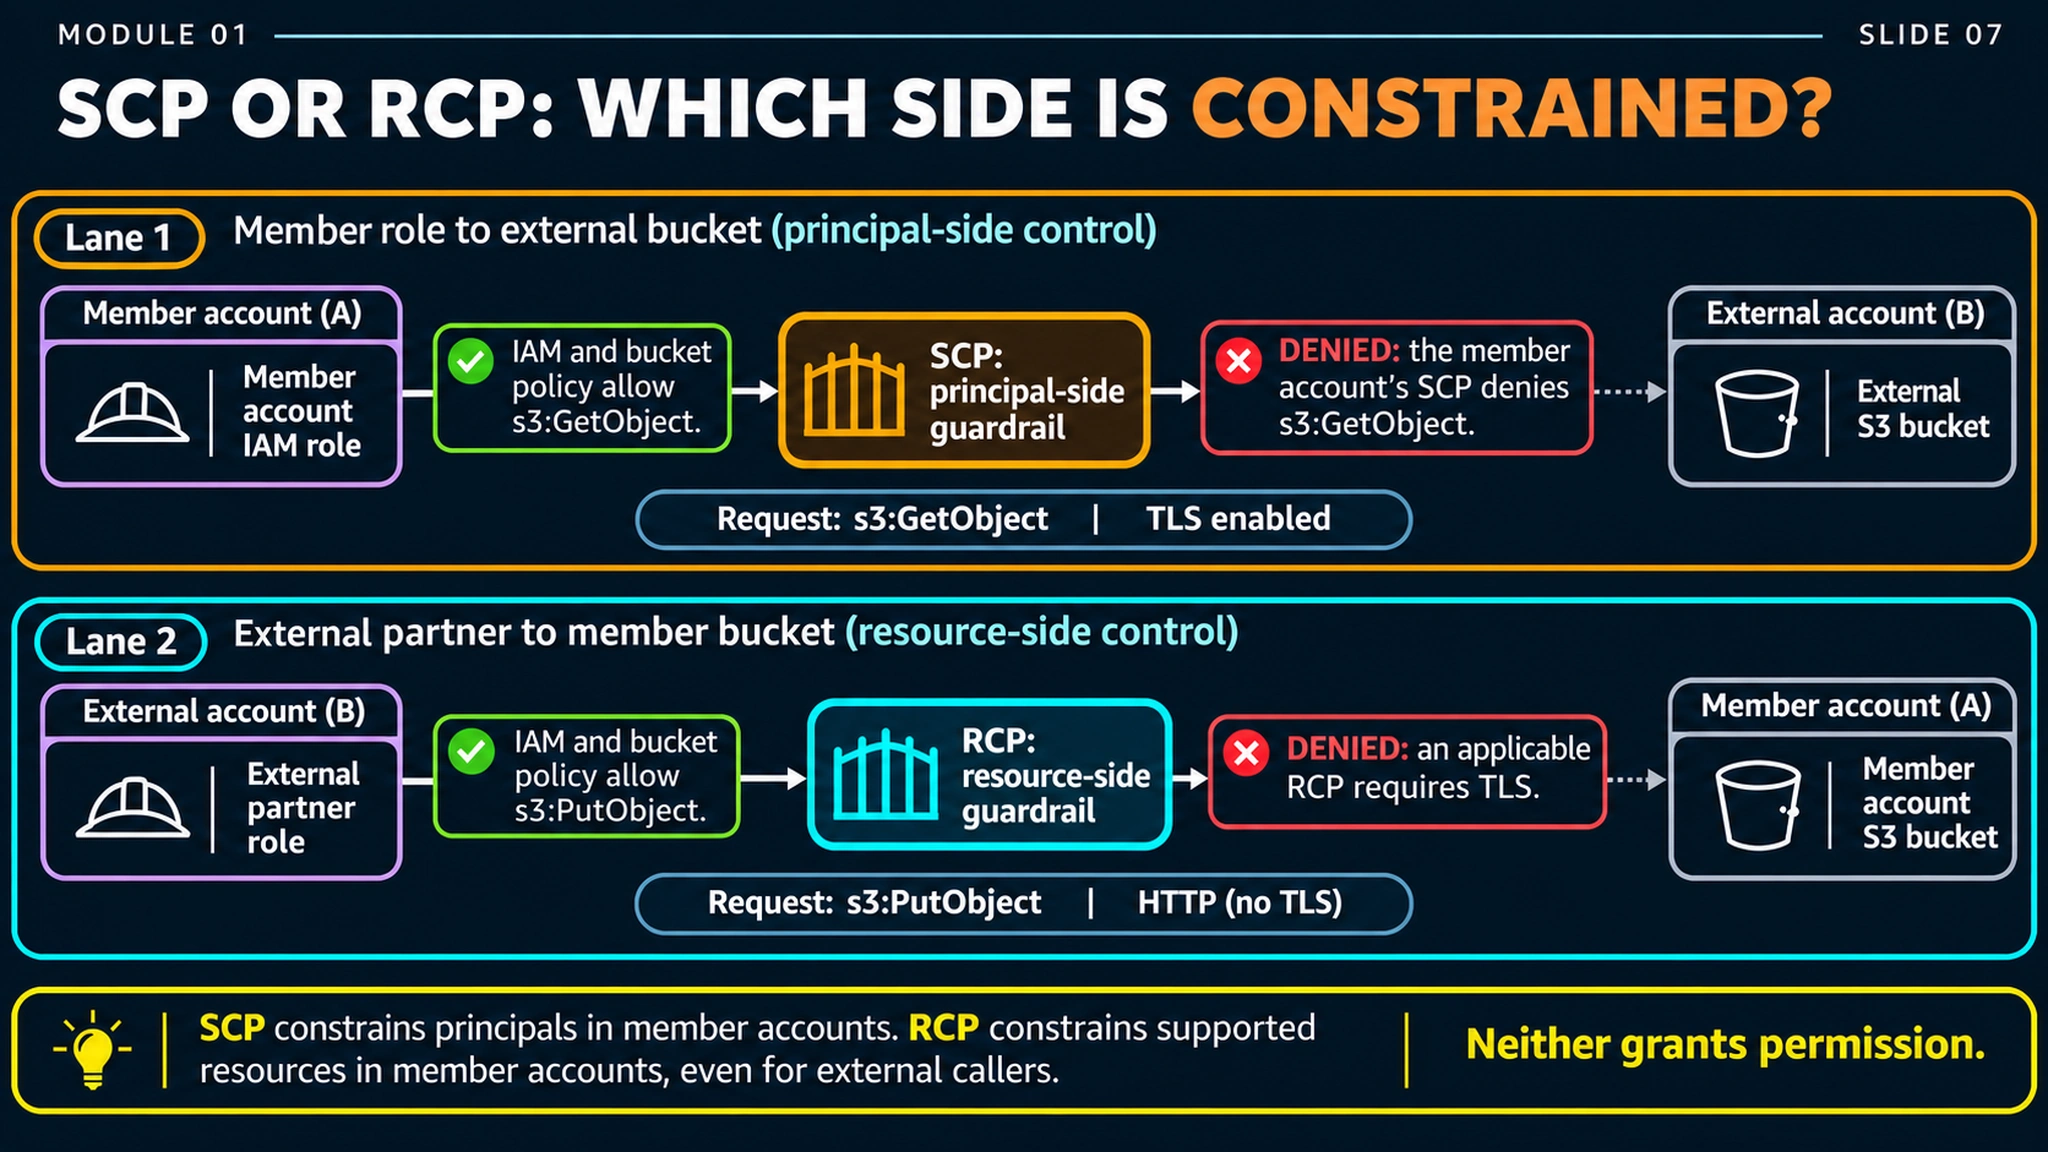 MODULE 01
SLIDE 07
SCP OR RCP: WHICH SIDE IS CONSTRAINED?
Lane 1
Member role to external bucket (principal-side control)
Member account (A)
Member
account
IAM role
IAM and bucket
policy allow
s3:GetObject.
SCP:
principal-side
guardrail
DENIED: the member
account's SCP denies
s3:GetObject.
External account (B)
External
S3 bucket
Request: s3:GetObject | TLS enabled
Lane 2
External partner to member bucket (resource-side control)
External account (B)
External
partner
role
IAM and bucket
policy allow
s3:PutObject.
RCP:
resource-side
guardrail
DENIED: an applicable
RCP requires TLS.
Member account (A)
Member
account
S3 bucket
Request: s3:PutObject | HTTP (no TLS)
SCP constrains principals in member accounts. RCP constrains supported
resources in member accounts, even for external callers.
Neither grants permission.